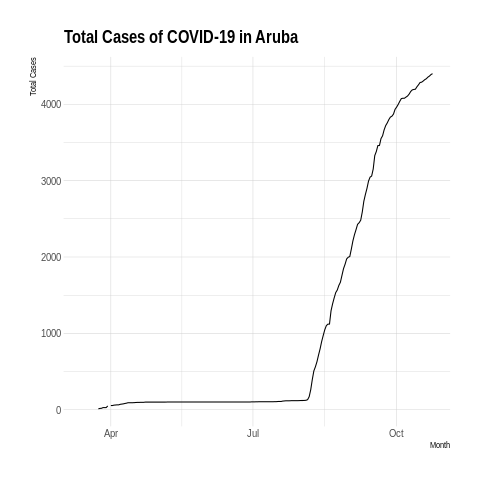 Total Cases of COVID-19 in Aruba
Total Cases
4000
3000
2000
1000
0
Apr Jul Oct
Month